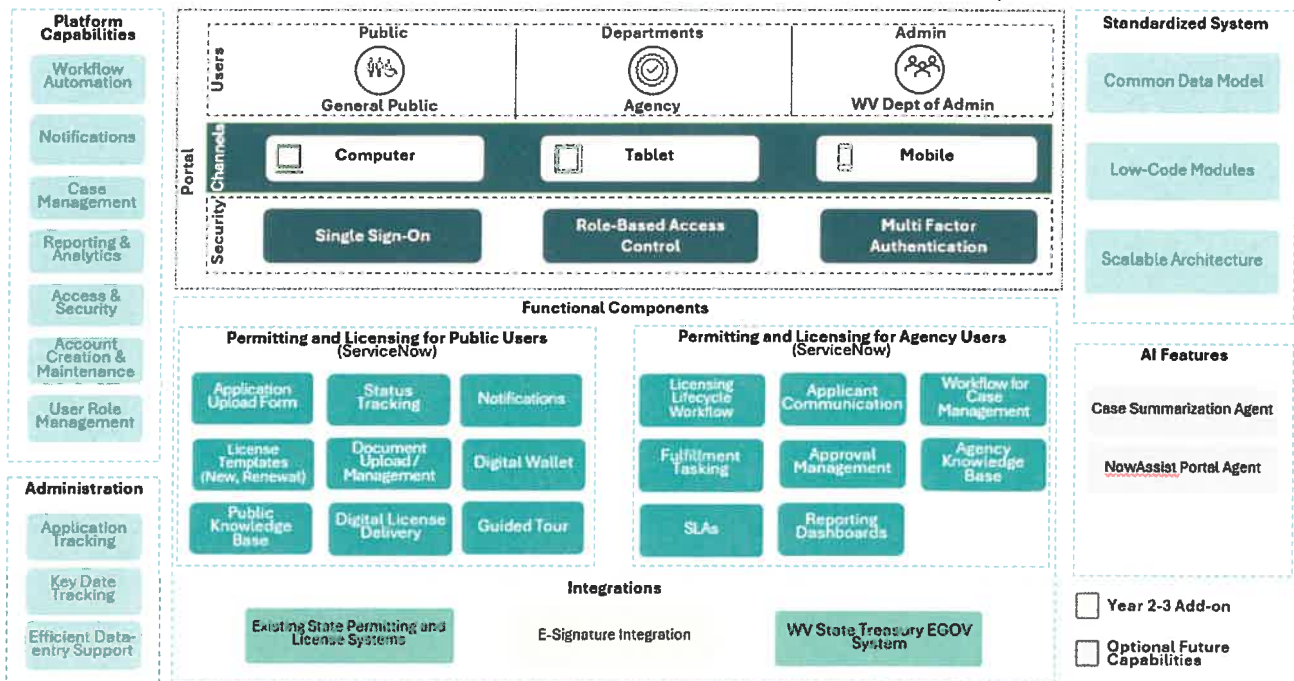 Platform
Capabilities
Workflow
Automation
Notifications
Case
Management
Reporting &
Analytics
Access &
Security
Account
Creation &
Maintenance
User Role
Management
Administration
Application
Tracking
Key Date
Tracking
Efficient Data-
entry Support
Portal
Users
Public
General Public
Departments
Agency
Admin
WV Dept of Admin
Channels
Computer
Tablet
Mobile
Security
Single Sign-On
Role-Based Access
Control
Multi Factor
Authentication
Functional Components
Permitting and Licensing for Public Users
(ServiceNow)
Application
Upload Form
Status
Tracking
Notifications
License
Templates
(New, Renewal)
Document
Upload/
Management
Digital Wallet
Public
Knowledge
Base
Digital License
Delivery
Guided Tour
Permitting and Licensing for Agency Users
(ServiceNow)
Licensing
Lifecycle
Workflow
Applicant
Communication
Workflow for
Case
Management
Fulfillment
Tasking
Approval
Management
Agency
Knowledge
Base
SLAs
Reporting
Dashboards
Integrations
Existing State Permitting and
License Systems
E-Signature Integration
WV State Treasury EGOV
System
Standardized System
Common Data Model
Low-Code Modules
Scalable Architecture
AI Features
Case Summarization Agent
NowAssist Portal Agent
Year 2-3 Add-on
Optional Future
Capabilities